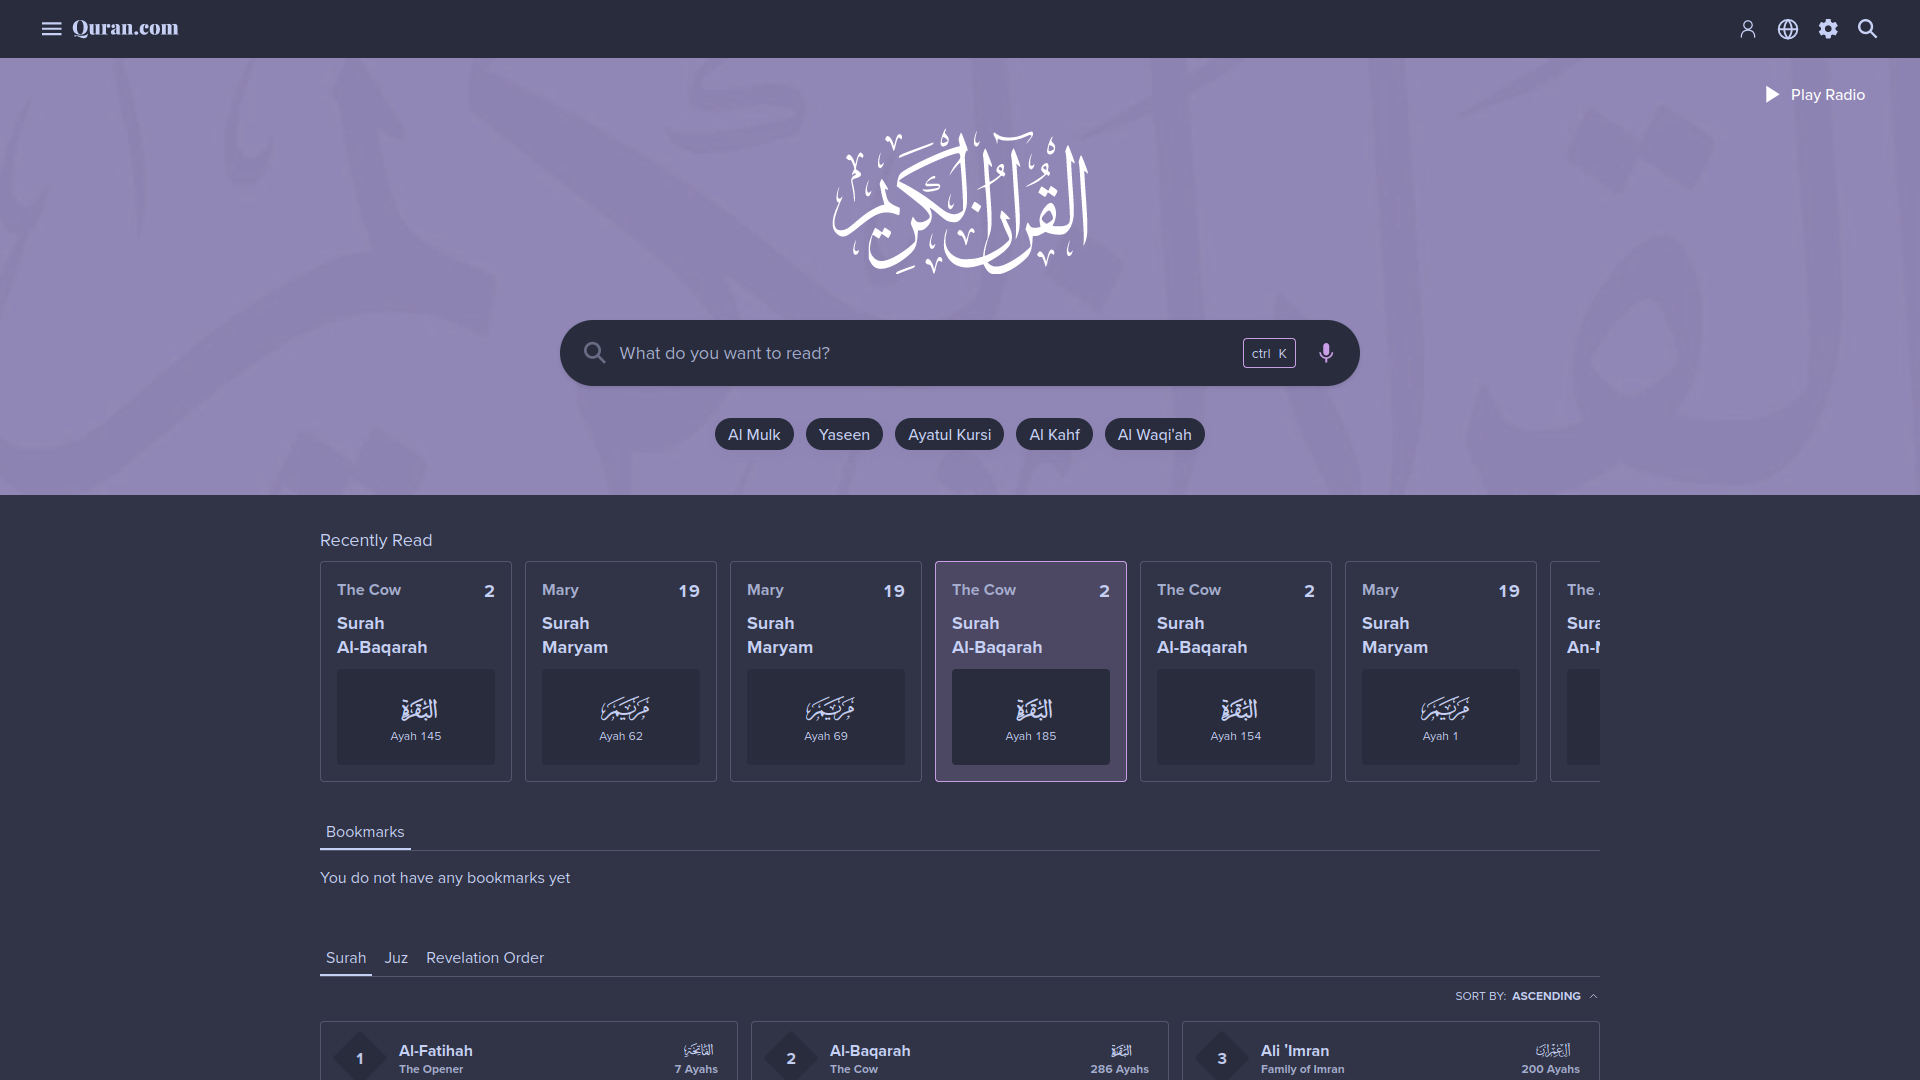 Quran.com
Play Radio
القرآن الكريم
What do you want to read?
ctrl K
Al Mulk
Yaseen
Ayatul Kursi
Al Kahf
Al Waqi'ah
Recently Read
The Cow 2
Surah
Al-Baqarah
البقرة
Ayah 145
Mary 19
Surah
Maryam
مريم
Ayah 62
Mary 19
Surah
Maryam
مريم
Ayah 69
The Cow 2
Surah
Al-Baqarah
البقرة
Ayah 185
The Cow 2
Surah
Al-Baqarah
البقرة
Ayah 154
Mary 19
Surah
Maryam
مريم
Ayah 1
The
Bookmarks
You do not have any bookmarks yet
Surah Juz Revelation Order
SORT BY: ASCENDING
1 Al-Fatihah الفاتحة
The Opener 7 Ayahs
2 Al-Baqarah البقرة
The Cow 286 Ayahs
3 Ali 'Imran آل عمران
Family of Imran 200 Ayahs